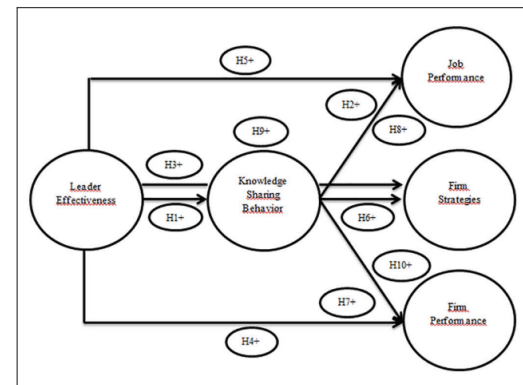 H5+
Job
Performance
H2+
H8+
H9+
H3+
Leader
Effectiveness
Knowledge
Sharing
Behavior
Firm
Strategies
H1+
H6+
H10+
H7+
Firm
Performance
H4+